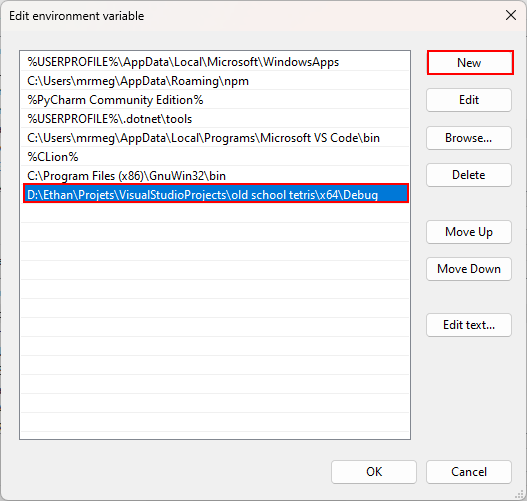 Edit environment variable
%USERPROFILE%\AppData\Local\Microsoft\WindowsApps
C:\Users\mrmeg\AppData\Roaming\npm
%PyCharm Community Edition%
%USERPROFILE%\.dotnet\tools
C:\Users\mrmeg\AppData\Local\Programs\Microsoft VS Code\bin
%CLion%
C:\Program Files (x86)\GnuWin32\bin
D:\Ethan\Projets\VisualStudioProjects\old school tetris\x64\Debug
New
Edit
Browse...
Delete
Move Up
Move Down
Edit text...
OK
Cancel